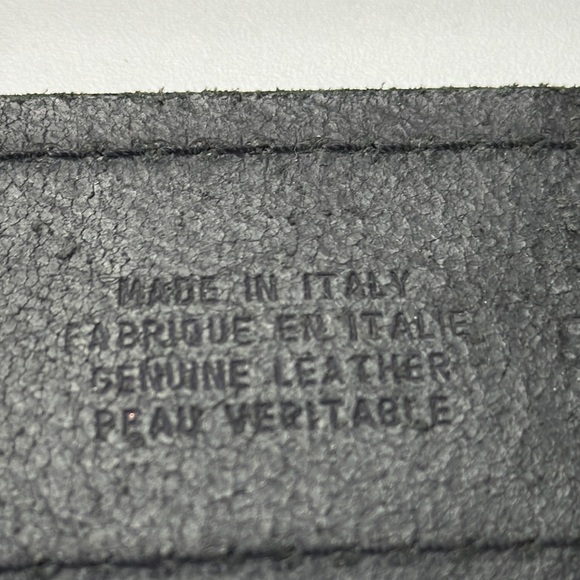 MADE IN ITALY
FABRIQUE EN ITALIE
GENUINE LEATHER
PEAU VERITABLE